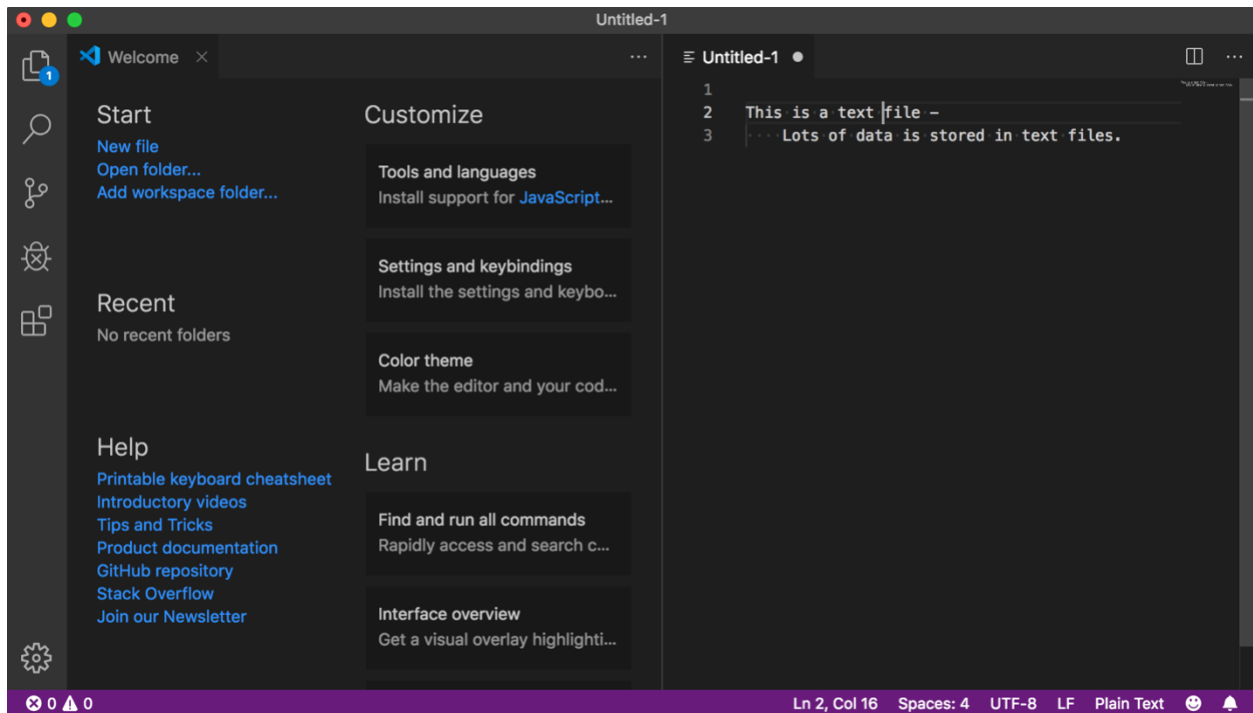 Untitled-1
Welcome
Untitled-1
1
Start
New file
Open folder...
Add workspace folder...
Recent
No recent folders
Help
Printable keyboard cheatsheet
Introductory videos
Tips and Tricks
Product documentation
GitHub repository
Stack Overflow
Join our Newsletter
Customize
Tools and languages
Install support for JavaScript...
Settings and keybindings
Install the settings and keybo...
Color theme
Make the editor and your cod...
Learn
Find and run all commands
Rapidly access and search c...
Interface overview
Get a visual overlay highlighti...
1
2 This is a text file –
3 Lots of data is stored in text files.
0 0
Ln 2, Col 16 Spaces: 4 UTF-8 LF Plain Text